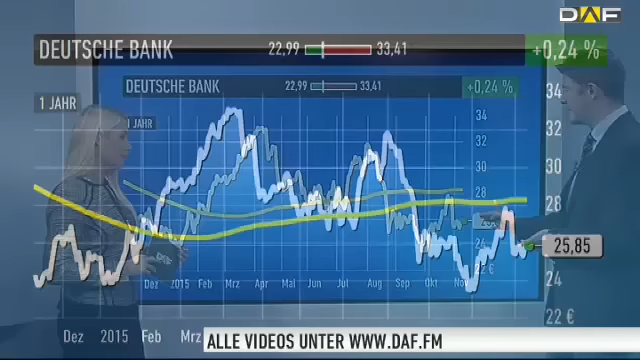 DAF
DEUTSCHE BANK 22,99 33,41 +0,24 %
DEUTSCHE BANK 22,99 33,41 +0,24 %
1 JAHR
1 JAHR
34
32
30
28
24
22 €
34
32
30
28
26
24
25,85
Dez 2015 Feb Mrz Apr Mai Jun Jul Aug Sep Okt Nov
Dez 2015 Feb Mrz
ALLE VIDEOS UNTER WWW.DAF.FM